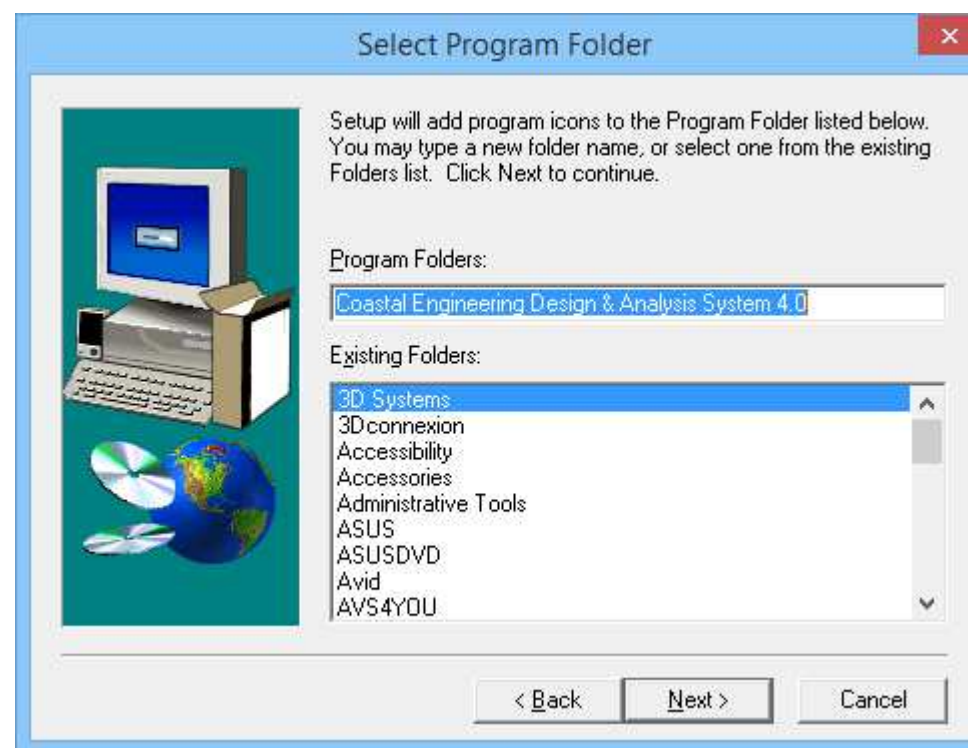 Select Program Folder
Setup will add program icons to the Program Folder listed below.
You may type a new folder name, or select one from the existing
Folders list. Click Next to continue.
Program Folders:
Coastal Engineering Design & Analysis System 4.0
Existing Folders:
3D Systems
3Dconnexion
Accessibility
Accessories
Administrative Tools
ASUS
ASUSDVD
Avid
AVS4YOU
< Back
Next >
Cancel